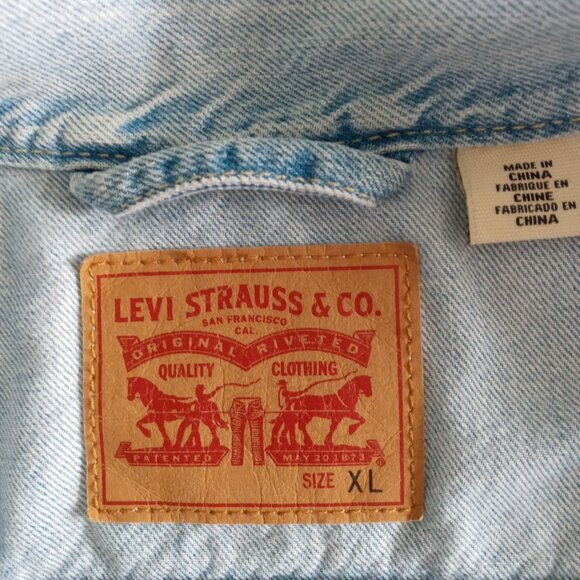 MADE IN
CHINA
FABRIQUE EN
CHINE
FABRICADO EN
CHINA
LEVI STRAUSS & CO.
SAN FRANCISCO
CAL.
ORIGINAL RIVETED
QUALITY CLOTHING
PATENTED MAY 20 1873
SIZE XL